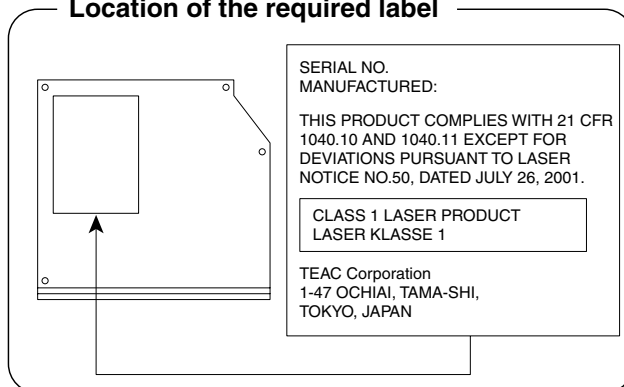 Location of the required label
SERIAL NO.
MANUFACTURED:
THIS PRODUCT COMPLIES WITH 21 CFR
1040.10 AND 1040.11 EXCEPT FOR
DEVIATIONS PURSUANT TO LASER
NOTICE NO.50, DATED JULY 26, 2001.
CLASS 1 LASER PRODUCT
LASER KLASSE 1
TEAC Corporation
1-47 OCHIAI, TAMA-SHI,
TOKYO, JAPAN